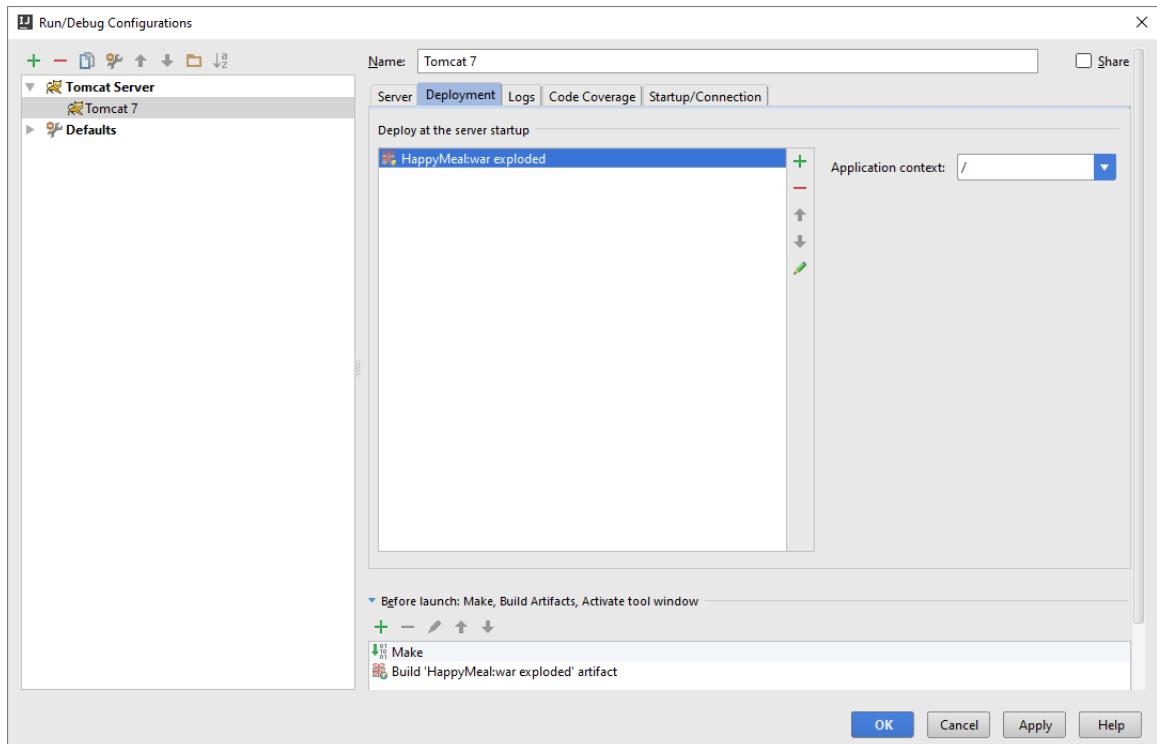 Run/Debug Configurations
Name: Tomcat 7
Share
Tomcat Server
Tomcat 7
Defaults
Server Deployment Logs Code Coverage Startup/Connection
Deploy at the server startup
HappyMeal:war exploded
Application context: /
Before launch: Make, Build Artifacts, Activate tool window
Make
Build 'HappyMeal:war exploded' artifact
OK Cancel Apply Help